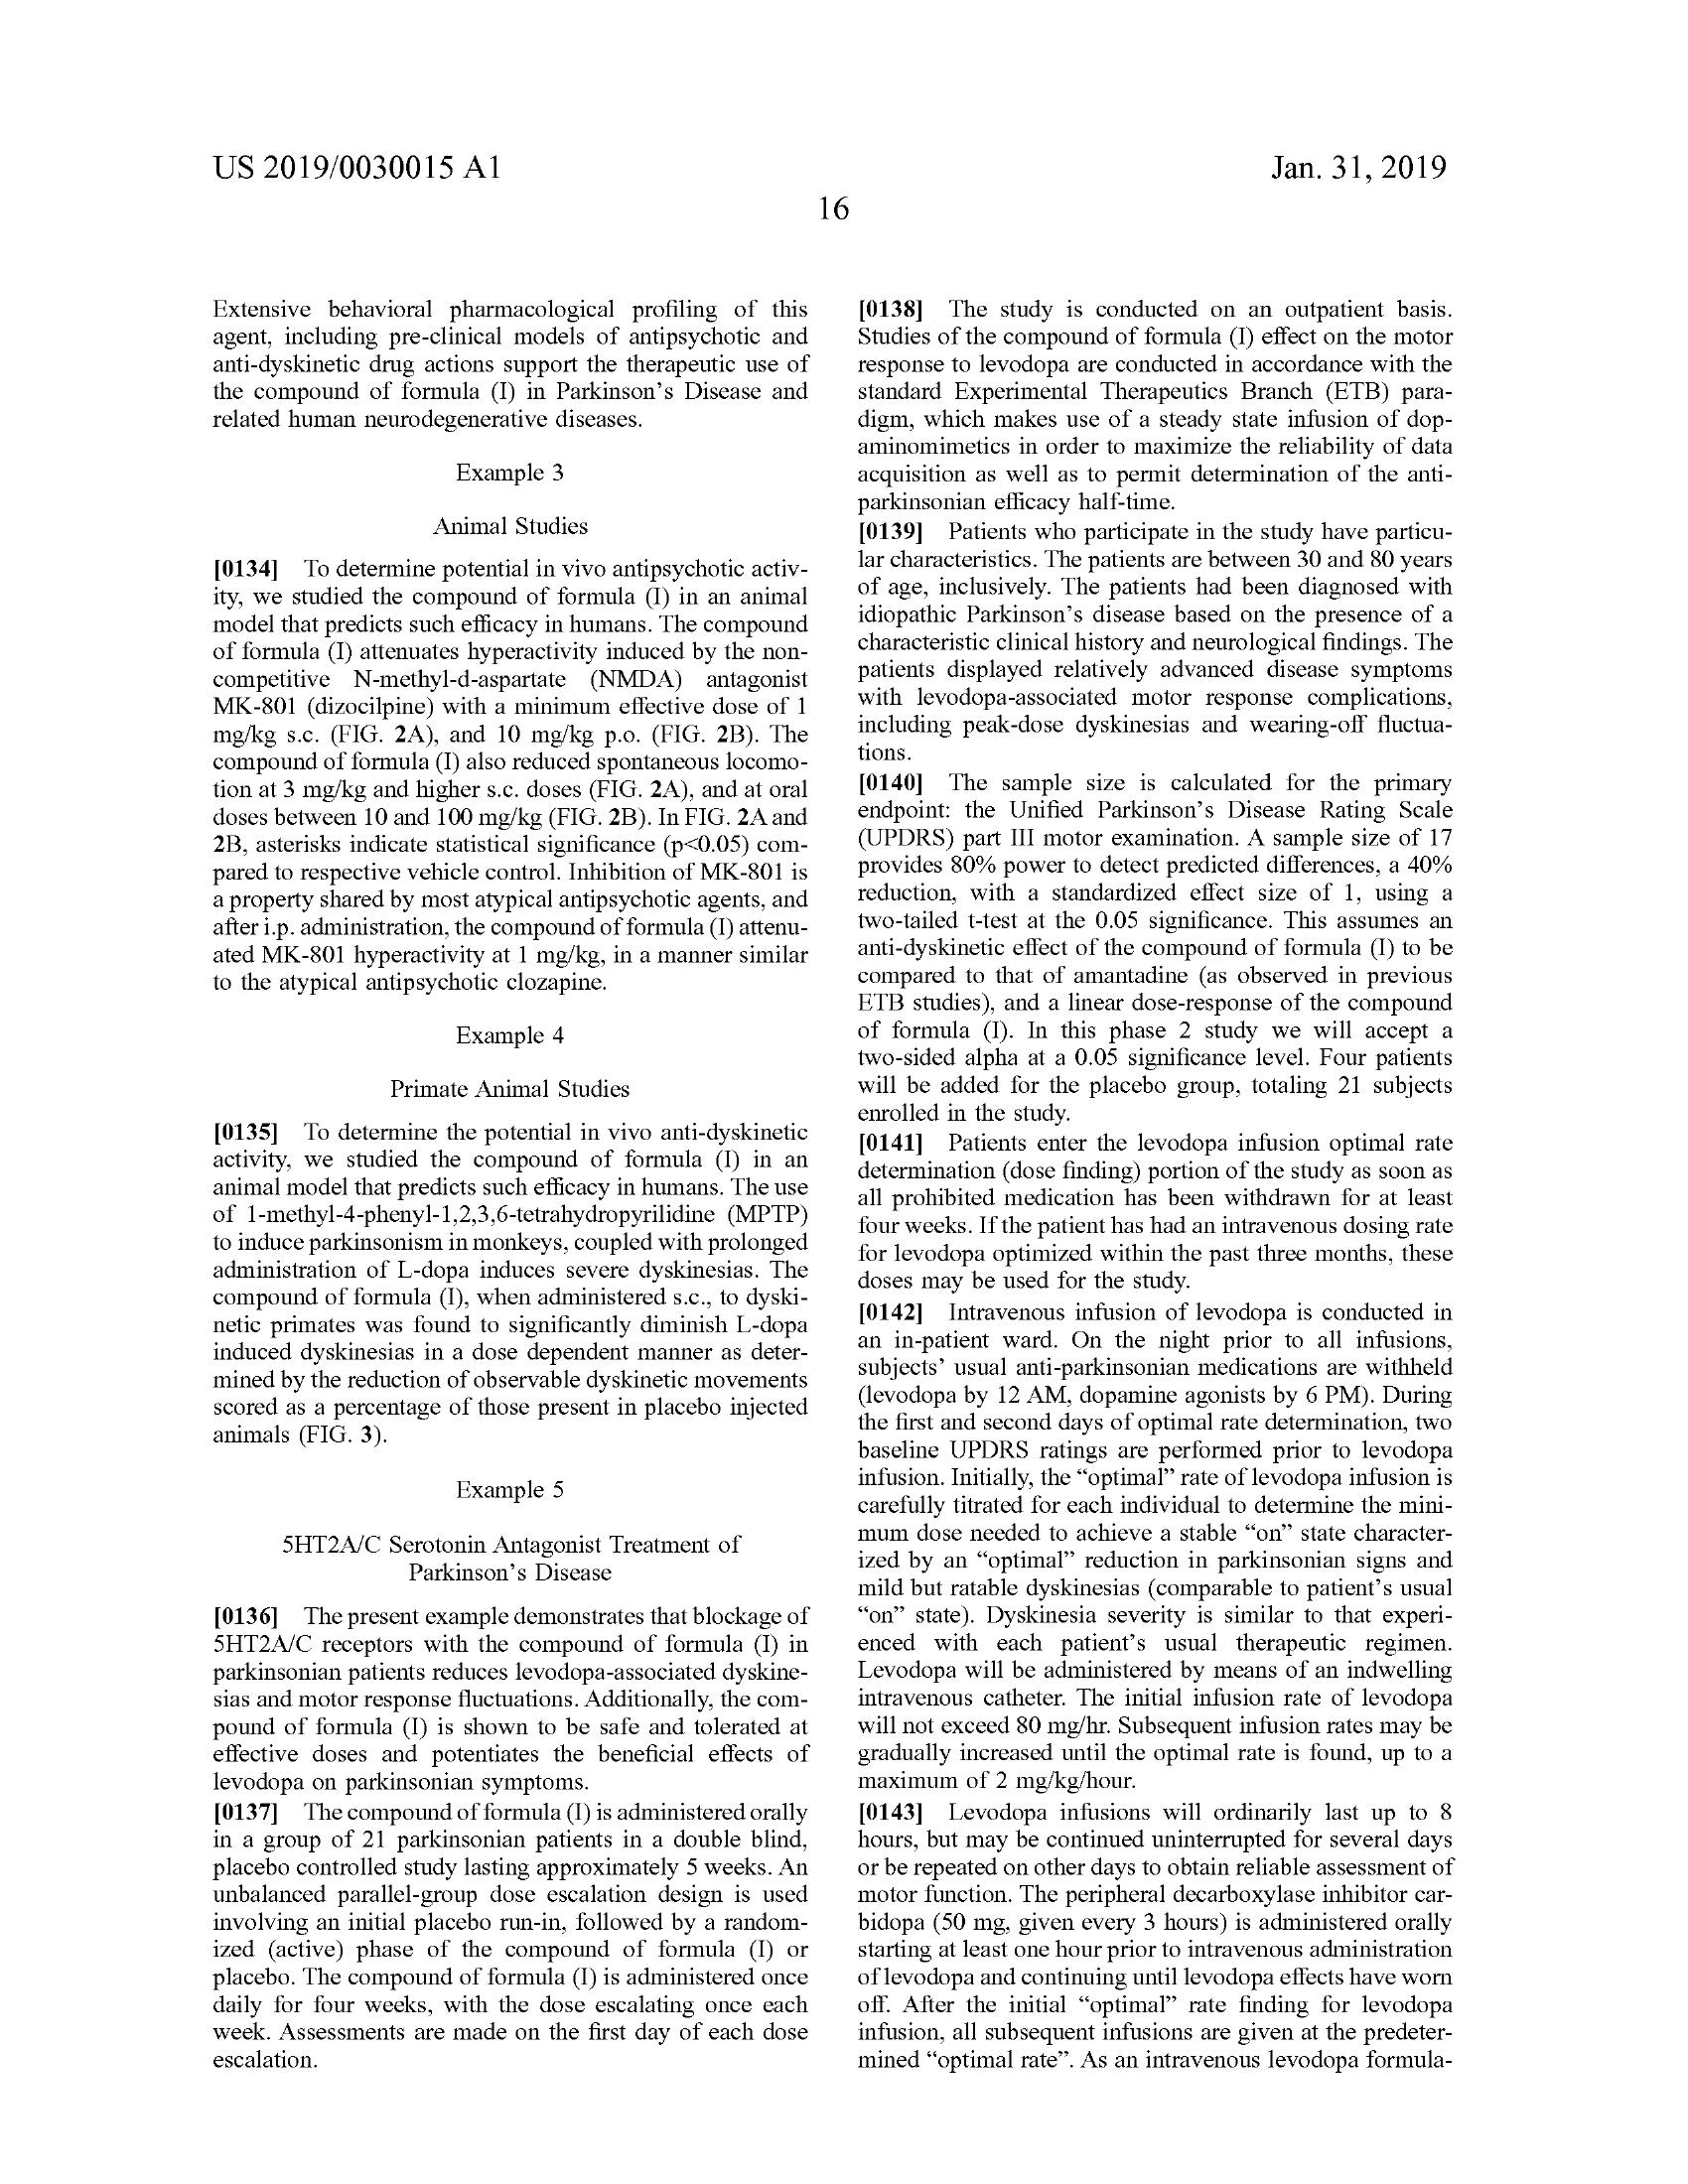 US 2019/0030015 A1
Jan. 31, 2019
16
Extensive behavioral pharmacological profiling of this
agent, including pre-clinical models of antipsychotic and
anti-dyskinetic drug actions support the therapeutic use of
the compound of formula (I) in Parkinson's Disease and
related human neurodegenerative diseases.
Example 3
Animal Studies
[0134] To determine potential in vivo antipsychotic activ-
ity, we studied the compound of formula (I) in an animal
model that predicts such efficacy in humans. The compound
of formula (I) attenuates hyperactivity induced by the non-
competitive N-methyl-d-aspartate (NMDA) antagonist
MK-801 (dizocilpine) with a minimum effective dose of 1
mg/kg s.c. (FIG. 2A), and 10 mg/kg p.o. (FIG. 2B). The
compound of formula (I) also reduced spontaneous locomo-
tion at 3 mg/kg and higher s.c. doses (FIG. 2A), and at oral
doses between 10 and 100 mg/kg (FIG. 2B). In FIG. 2A and
2B, asterisks indicate statistical significance (p<0.05) com-
pared to respective vehicle control. Inhibition of MK-801 is
a property shared by most atypical antipsychotic agents, and
after i.p. administration, the compound of formula (I) attenu-
ated MK-801 hyperactivity at 1 mg/kg, in a manner similar
to the atypical antipsychotic clozapine.
Example 4
Primate Animal Studies
[0135] To determine the potential in vivo anti-dyskinetic
activity, we studied the compound of formula (I) in an
animal model that predicts such efficacy in humans. The use
of 1-methyl-4-phenyl-1,2,3,6-tetrahydropyrilidine (MPTP)
to induce parkinsonism in monkeys, coupled with prolonged
administration of L-dopa induces severe dyskinesias. The
compound of formula (I), when administered s.c., to dyski-
netic primates was found to significantly diminish L-dopa
induced dyskinesias in a dose dependent manner as deter-
mined by the reduction of observable dyskinetic movements
scored as a percentage of those present in placebo injected
animals (FIG. 3).
Example 5
5HT2A/C Serotonin Antagonist Treatment of
Parkinson's Disease
[0136] The present example demonstrates that blockage of
5HT2A/C receptors with the compound of formula (I) in
parkinsonian patients reduces levodopa-associated dyskine-
sias and motor response fluctuations. Additionally, the com-
pound of formula (I) is shown to be safe and tolerated at
effective doses and potentiates the beneficial effects of
levodopa on parkinsonian symptoms.
[0137] The compound of formula (I) is administered orally
in a group of 21 parkinsonian patients in a double blind,
placebo controlled study lasting approximately 5 weeks. An
unbalanced parallel-group dose escalation design is used
involving an initial placebo run-in, followed by a random-
ized (active) phase of the compound of formula (I) or
placebo. The compound of formula (I) is administered once
daily for four weeks, with the dose escalating once each
week. Assessments are made on the first day of each dose
escalation.
[0138] The study is conducted on an outpatient basis.
Studies of the compound of formula (I) effect on the motor
response to levodopa are conducted in accordance with the
standard Experimental Therapeutics Branch (ETB) para-
digm, which makes use of a steady state infusion of dop-
aminomimetics in order to maximize the reliability of data
acquisition as well as to permit determination of the anti-
parkinsonian efficacy half-time.
[0139] Patients who participate in the study have particu-
lar characteristics. The patients are between 30 and 80 years
of age, inclusively. The patients had been diagnosed with
idiopathic Parkinson's disease based on the presence of a
characteristic clinical history and neurological findings. The
patients displayed relatively advanced disease symptoms
with levodopa-associated motor response complications,
including peak-dose dyskinesias and wearing-off fluctua-
tions.
[0140] The sample size is calculated for the primary
endpoint: the Unified Parkinson's Disease Rating Scale
(UPDRS) part III motor examination. A sample size of 17
provides 80% power to detect predicted differences, a 40%
reduction, with a standardized effect size of 1, using a
two-tailed t-test at the 0.05 significance. This assumes an
anti-dyskinetic effect of the compound of formula (I) to be
compared to that of amantadine (as observed in previous
ETB studies), and a linear dose-response of the compound
of formula (I). In this phase 2 study we will accept a
two-sided alpha at a 0.05 significance level. Four patients
will be added for the placebo group, totaling 21 subjects
enrolled in the study.
[0141] Patients enter the levodopa infusion optimal rate
determination (dose finding) portion of the study as soon as
all prohibited medication has been withdrawn for at least
four weeks. If the patient has had an intravenous dosing rate
for levodopa optimized within the past three months, these
doses may be used for the study.
[0142] Intravenous infusion of levodopa is conducted in
an in-patient ward. On the night prior to all infusions,
subjects' usual anti-parkinsonian medications are withheld
(levodopa by 12 AM, dopamine agonists by 6 PM). During
the first and second days of optimal rate determination, two
baseline UPDRS ratings are performed prior to levodopa
infusion. Initially, the “optimal” rate of levodopa infusion is
carefully titrated for each individual to determine the mini-
mum dose needed to achieve a stable “on” state character-
ized by an “optimal” reduction in parkinsonian signs and
mild but ratable dyskinesias (comparable to patient's usual
“on” state). Dyskinesia severity is similar to that experi-
enced with each patient's usual therapeutic regimen.
Levodopa will be administered by means of an indwelling
intravenous catheter. The initial infusion rate of levodopa
will not exceed 80 mg/hr. Subsequent infusion rates may be
gradually increased until the optimal rate is found, up to a
maximum of 2 mg/kg/hour.
[0143] Levodopa infusions will ordinarily last up to 8
hours, but may be continued uninterrupted for several days
or be repeated on other days to obtain reliable assessment of
motor function. The peripheral decarboxylase inhibitor car-
bidopa (50 mg, given every 3 hours) is administered orally
starting at least one hour prior to intravenous administration
of levodopa and continuing until levodopa effects have worn
off. After the initial “optimal” rate finding for levodopa
infusion, all subsequent infusions are given at the predeter-
mined “optimal rate”. As an intravenous levodopa formula-